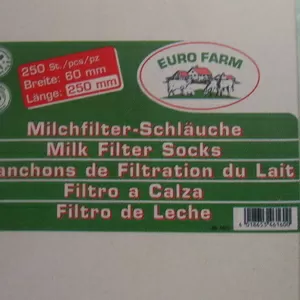 250 St./pcs/pz
Breite: 60 mm
Länge: 250 mm
EURO FARM
Milchfilter-Schläuche
Milk Filter Socks
anchons de Filtration du Lait
Filtro a Calza
Filtro de Leche